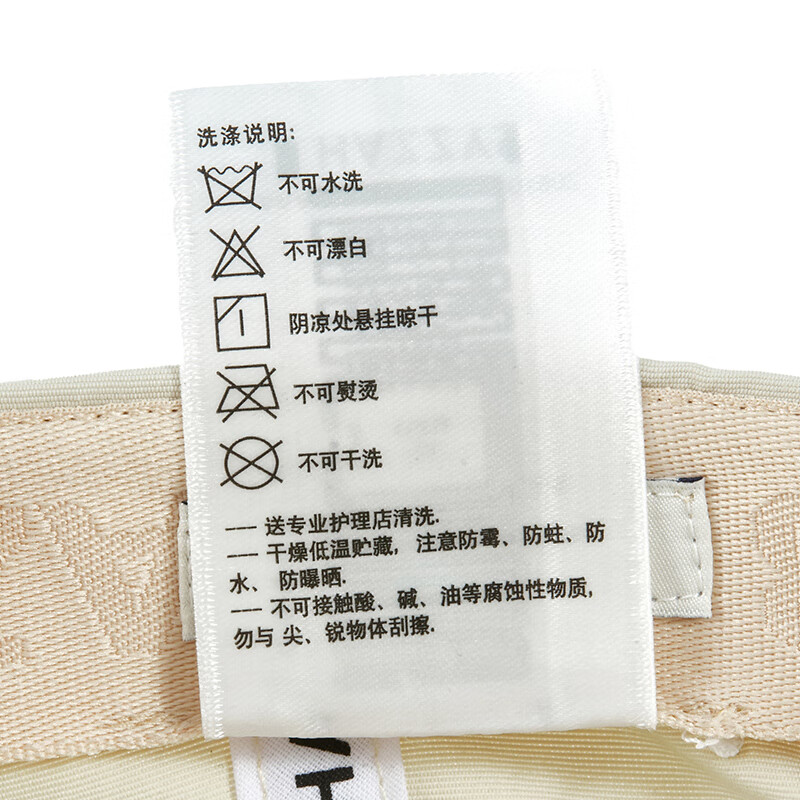 洗涤说明:
不可水洗
不可漂白
阴凉处悬挂晾干
不可熨烫
不可干洗
— 送专业护理店清洗.
— 干燥低温贮藏, 注意防霉、防蛀、防
水、防曝晒.
— 不可接触酸、碱、油等腐蚀性物质,
勿与 尖、锐物体刮擦.